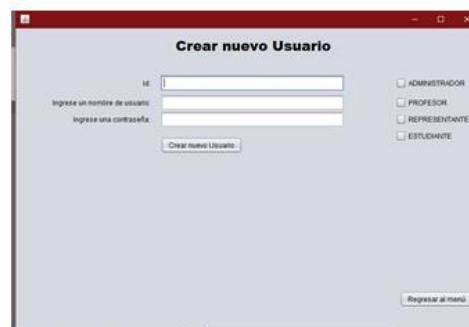 Crear nuevo Usuario
Id:
Ingrese un nombre de usuario:
Ingrese una contraseña:
Crear nuevo Usuario
ADMINISTRADOR
PROFESOR
REPRESENTANTE
ESTUDIANTE
Regresar al menú